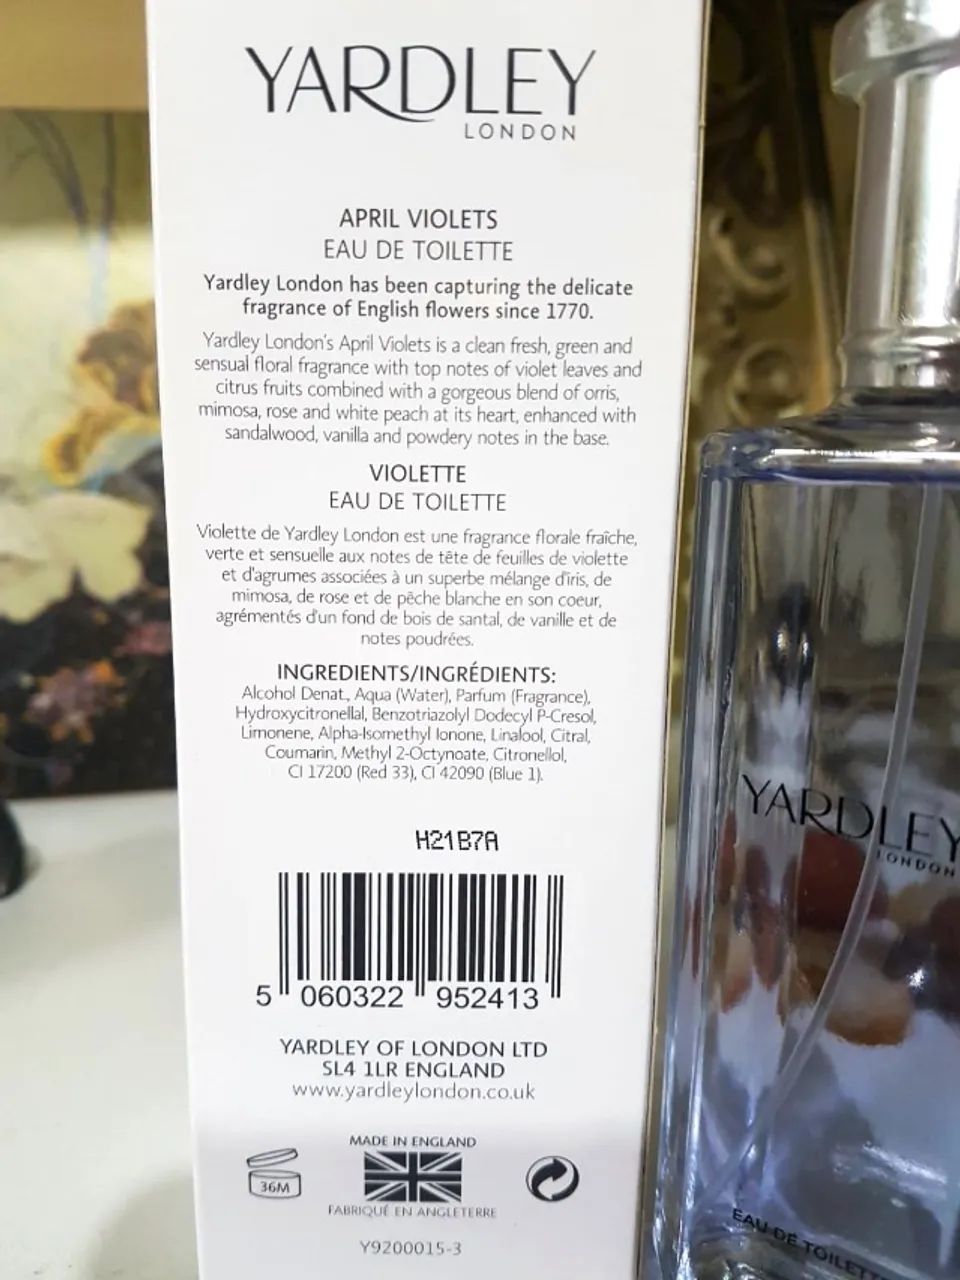 YARDLEY
LONDON
APRIL VIOLETS
EAU DE TOILETTE
Yardley London has been capturing the delicate
fragrance of English flowers since 1770.
Yardley London's April Violets is a clean fresh, green and
sensual floral fragrance with top notes of violet leaves and
citrus fruits combined with a gorgeous blend of orris,
mimosa, rose and white peach at its heart, enhanced with
sandalwood, vanilla and powdery notes in the base.
VIOLETTE
EAU DE TOILETTE
Violette de Yardley London est une fragrance florale fraîche,
verte et sensuelle aux notes de tête de feuilles de violette
et d'agrumes associées à un superbe mélange d'iris, de
mimosa, de rose et de pêche blanche en son coeur,
agrémentés d'un fond de bois de santal, de vanille et de
notes poudrées.
INGREDIENTS/INGRÉDIENTS:
Alcohol Denat., Aqua (Water), Parfum (Fragrance),
Hydroxycitronellal, Benzotriazolyl Dodecyl P-Cresol,
Limonene, Alpha-Isomethyl Ionone, Linalool, Citral,
Coumarin, Methyl 2-Octynoate, Citronellol,
CI 17200 (Red 33), CI 42090 (Blue 1).
H21B7A
5 060322 952413
YARDLEY OF LONDON LTD
SL4 1LR ENGLAND
www.yardleylondon.co.uk
MADE IN ENGLAND
36M
FABRIQUÉ EN ANGLETERRE
Y9200015-3
YARDLEY
LONDON
EAU DE TOILETTE